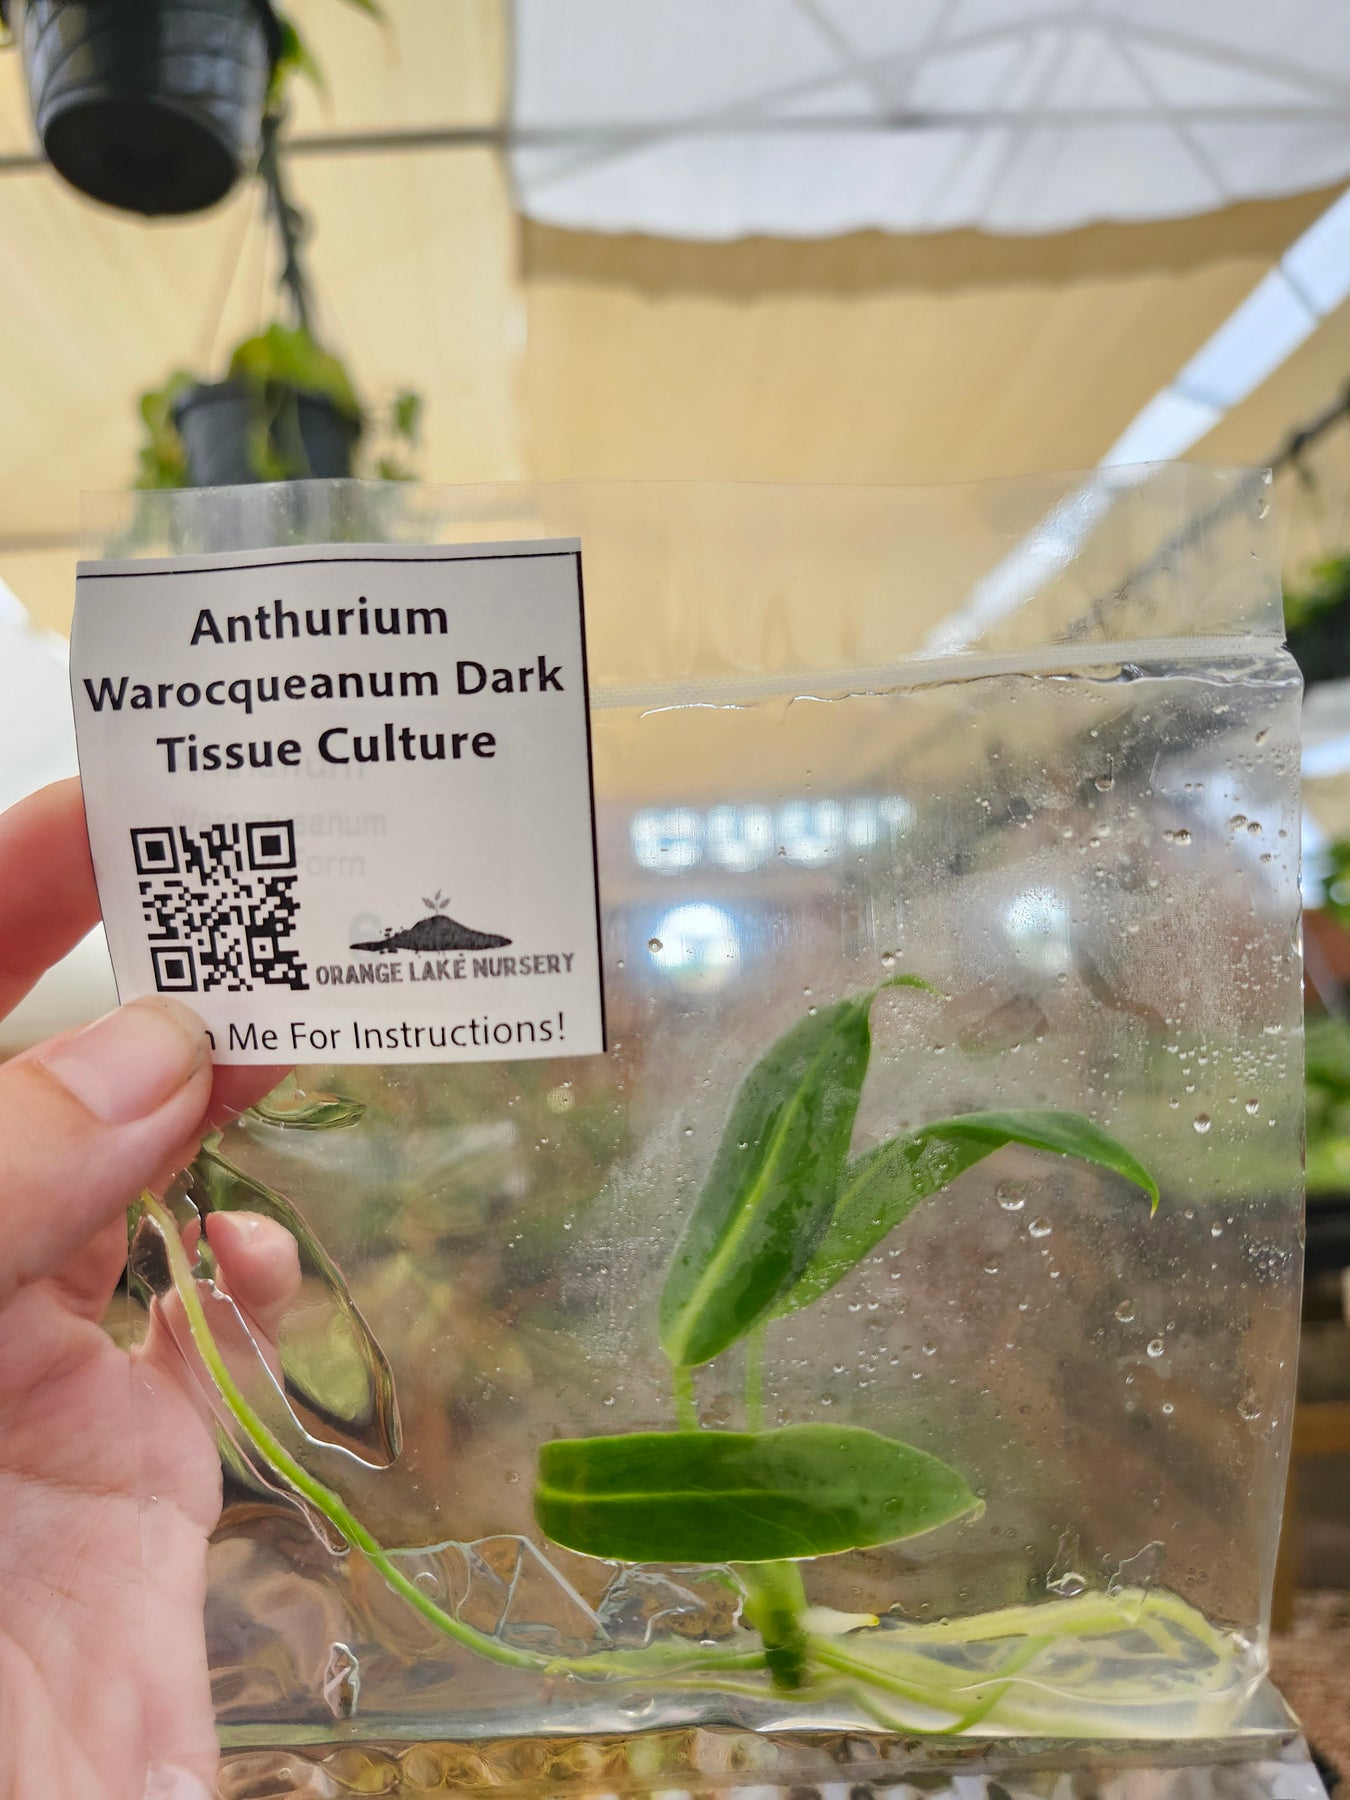 Anthurium
Warocqueanum Dark
Tissue Culture
ORANGE LAKE NURSERY
Me For Instructions!